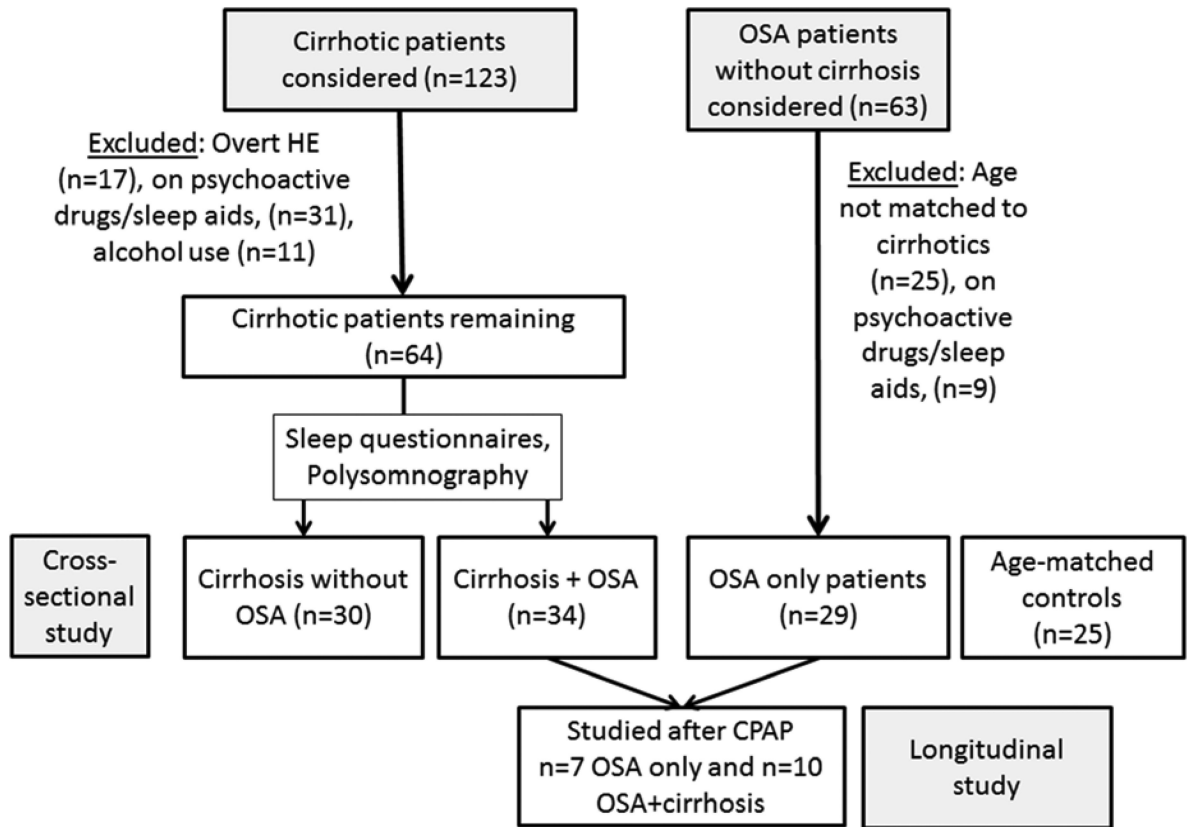 Cirrhotic patients
considered (n=123)
OSA patients
without cirrhosis
considered (n=63)
Excluded: Overt HE
(n=17), on psychoactive
drugs/sleep aids, (n=31),
alcohol use (n=11)
Excluded: Age
not matched to
cirrhotics
(n=25), on
psychoactive
drugs/sleep
aids, (n=9)
Cirrhotic patients remaining
(n=64)
Sleep questionnaires,
Polysomnography
Cross-
sectional
study
Cirrhosis without
OSA (n=30)
Cirrhosis + OSA
(n=34)
OSA only patients
(n=29)
Age-matched
controls
(n=25)
Studied after CPAP
n=7 OSA only and n=10
OSA+cirrhosis
Longitudinal
study